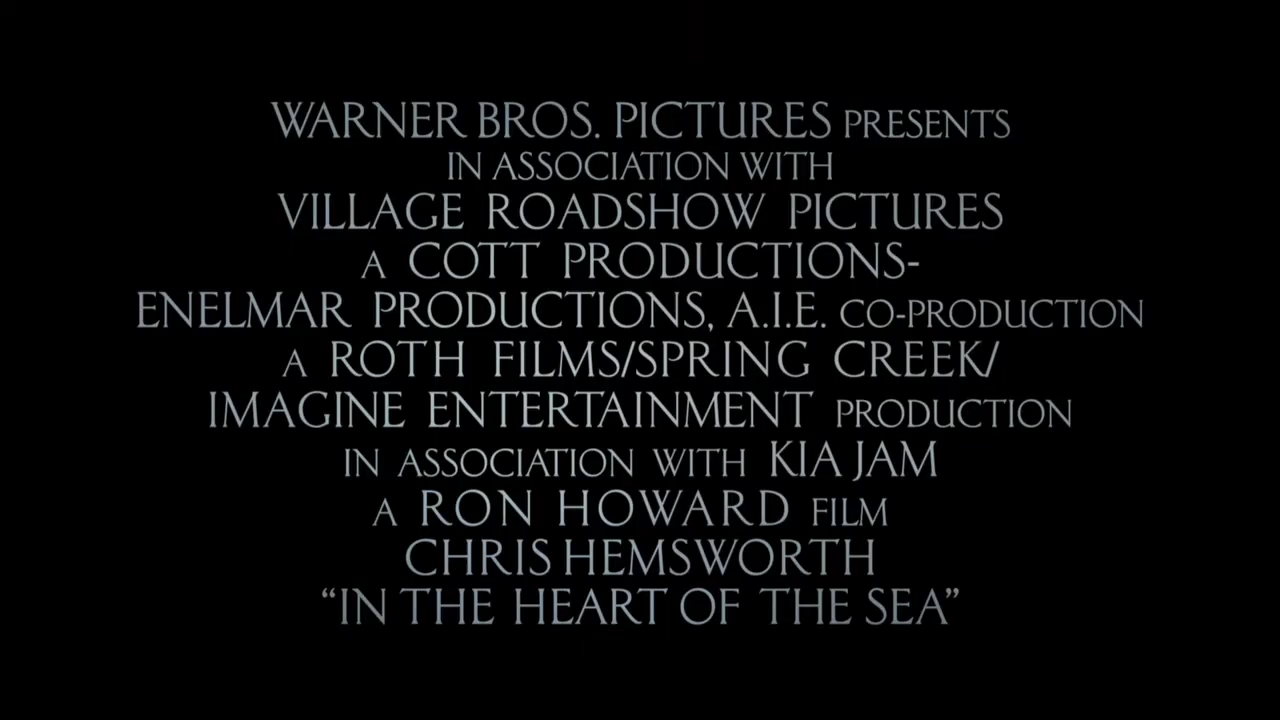 WARNER BROS. PICTURES PRESENTS
IN ASSOCIATION WITH
VILLAGE ROADSHOW PICTURES
A COTT PRODUCTIONS-
ENELMAR PRODUCTIONS, A.I.E. CO-PRODUCTION
A ROTH FILMS/SPRING CREEK/
IMAGINE ENTERTAINMENT PRODUCTION
IN ASSOCIATION WITH KIA JAM
A RON HOWARD FILM
CHRIS HEMSWORTH
“IN THE HEART OF THE SEA”